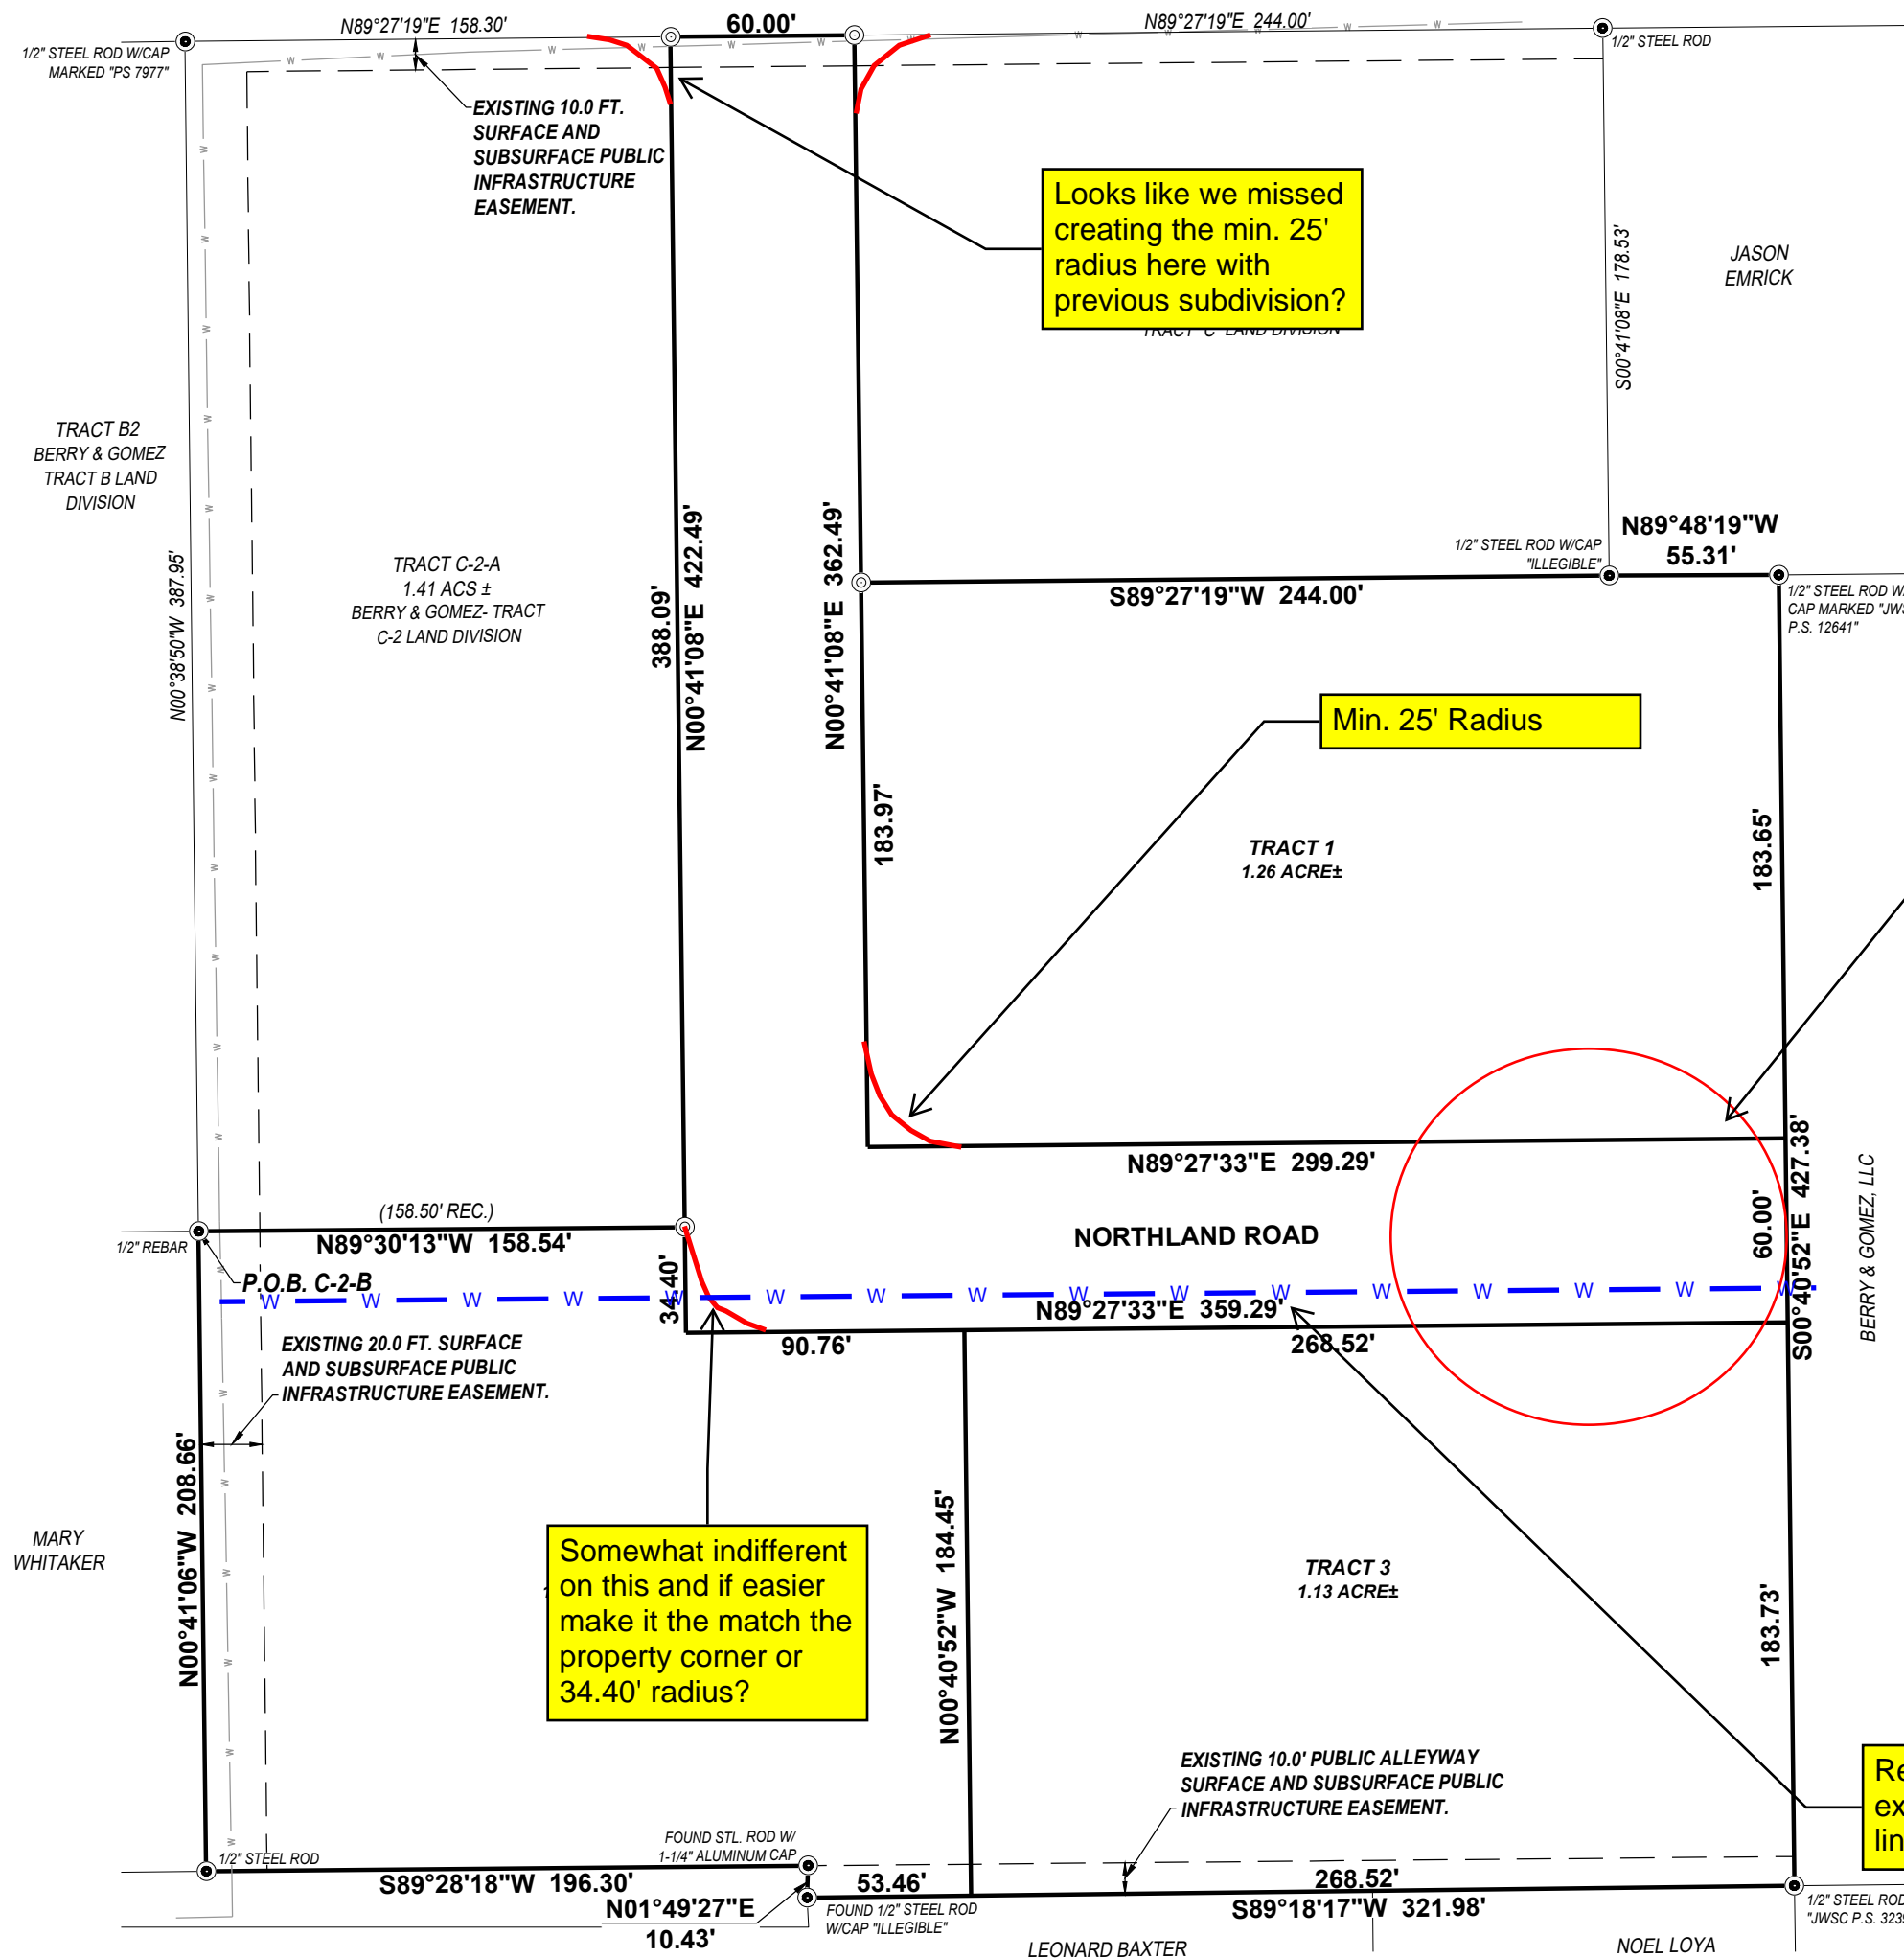 N89°27'19"E 158.30'
60.00'
N89°27'19"E 244.00'
1/2" STEEL ROD W/CAP
MARKED "PS 7977"
1/2" STEEL ROD
EXISTING 10.0 FT.
SURFACE AND
SUBSURFACE PUBLIC
INFRASTRUCTURE
EASEMENT.
Looks like we missed
creating the min. 25'
radius here with
previous subdivision?
TRACT "C" LAND DIVISION
S00°41'08"E 178.53'
JASON
EMRICK
TRACT B2
BERRY & GOMEZ
TRACT B LAND
DIVISION
N00°38'50"W 387.95'
TRACT C-2-A
1.41 ACS ±
BERRY & GOMEZ- TRACT
C-2 LAND DIVISION
388.09'
N00°41'08"E 422.49'
N00°41'08"E 362.49'
1/2" STEEL ROD W/CAP
"ILLEGIBLE"
N89°48'19"W
55.31'
S89°27'19"W 244.00'
1/2" STEEL ROD W/
CAP MARKED "JWS
P.S. 12641"
Min. 25' Radius
183.97'
TRACT 1
1.26 ACRE±
183.65'
N89°27'33"E 299.29'
S00°40'52"E 427.38'
60.00'
BERRY & GOMEZ, LLC
(158.50' REC.)
N89°30'13"W 158.54'
1/2" REBAR
P.O.B. C-2-B
NORTHLAND ROAD
34.40'
W W W W W W W W W W W W W W W W
N89°27'33"E 359.29'
90.76'
268.52'
EXISTING 20.0 FT. SURFACE
AND SUBSURFACE PUBLIC
INFRASTRUCTURE EASEMENT.
N00°41'06"W 208.66'
MARY
WHITAKER
Somewhat indifferent
on this and if easier
make it the match the
property corner or
34.40' radius?
N00°40'52"W 184.45'
TRACT 3
1.13 ACRE±
183.73'
EXISTING 10.0' PUBLIC ALLEYWAY
SURFACE AND SUBSURFACE PUBLIC
INFRASTRUCTURE EASEMENT.
FOUND STL. ROD W/
1-1/4" ALUMINUM CAP
1/2" STEEL ROD
S89°28'18"W 196.30'
53.46'
268.52'
N01°49'27"E
10.43'
FOUND 1/2" STEEL ROD
W/CAP "ILLEGIBLE"
S89°18'17"W 321.98'
1/2" STEEL ROD
"JWSC P.S. 3239
LEONARD BAXTER
NOEL LOYA